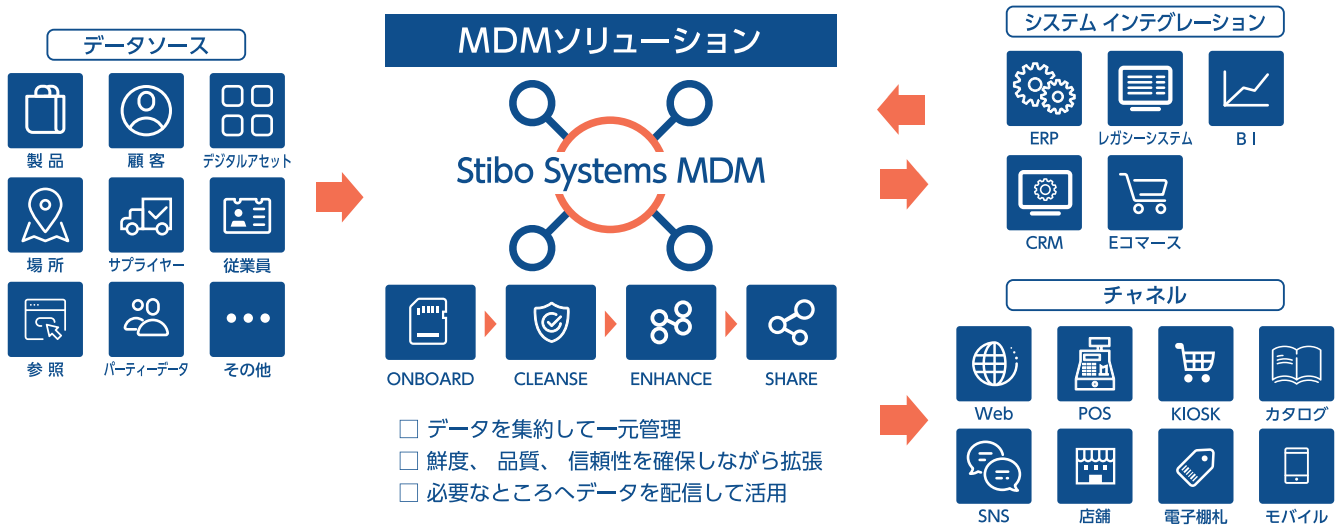 データソース
製品
顧客
デジタルアセット
場所
サプライヤー
従業員
参照
パーティーデータ
その他
MDMソリューション
Stibo Systems MDM
ONBOARD
CLEANSE
ENHANCE
SHARE
□ データを集約して一元管理
□ 鮮度、品質、信頼性を確保しながら拡張
□ 必要なところへデータを配信して活用
システム インテグレーション
ERP
レガシーシステム
BI
CRM
Eコマース
チャネル
Web
POS
KIOSK
カタログ
SNS
店舗
電子棚札
モバイル